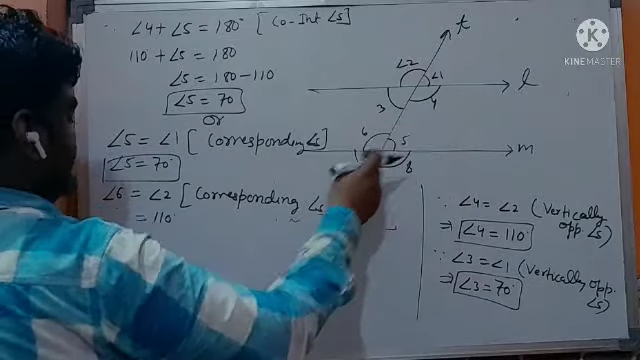 ∵ ∠4 + ∠5 = 180° [Co-Int ∠s]
110° + ∠5 = 180
∠5 = 180 - 110
∠5 = 70°
Or
∠5 = ∠1 [Corresponding ∠s]
∠5 = 70°
∠6 = ∠2 [Corresponding ∠s
= 110°
t
∠2
∠1
l
3
4
6
5
m
8
∵ ∠4 = ∠2 (Vertically opp. ∠s)
⇒ ∠4 = 110°
∵ ∠3 = ∠1 (Vertically opp. ∠s)
⇒ ∠3 = 70°
KINEMASTER